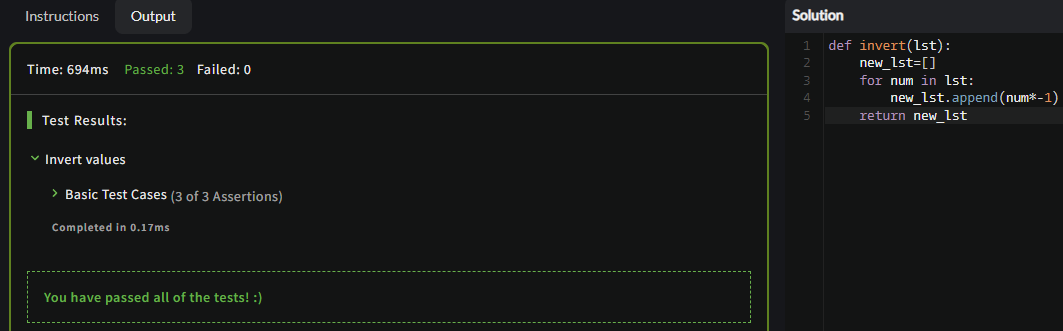 Instructions Output
Time: 694ms Passed: 3 Failed: 0
Test Results:
Invert values
Basic Test Cases (3 of 3 Assertions)
Completed in 0.17ms
You have passed all of the tests! :)
Solution
1 def invert(lst):
2     new_lst=[]
3     for num in lst:
4         new_lst.append(num*-1)
5     return new_lst